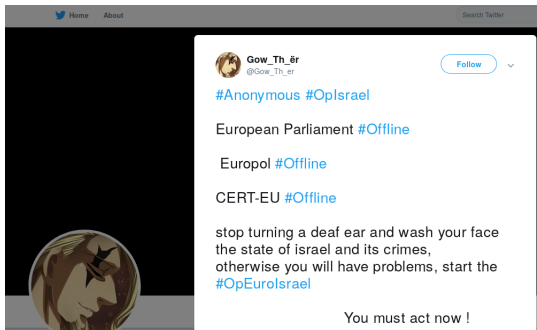 Home About Search Twitter
Gow_Th_ër
@Gow_Th_er
Follow
#Anonymous #OpIsrael
European Parliament #Offline
Europol #Offline
CERT-EU #Offline
stop turning a deaf ear and wash your face
the state of israel and its crimes,
otherwise you will have problems, start the
#OpEuroIsrael
You must act now !